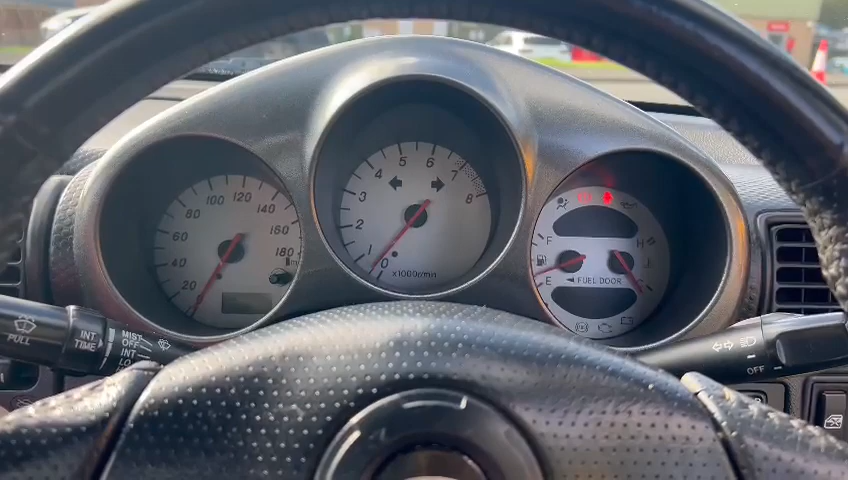 20
40
60
80
100
120
140
160
180
km/h
0
1
2
3
4
5
6
7
8
x1000r/min
F
E
H
C
FUEL DOOR
PULL
INT
TIME
MIST
OFF
INT
LO
OFF